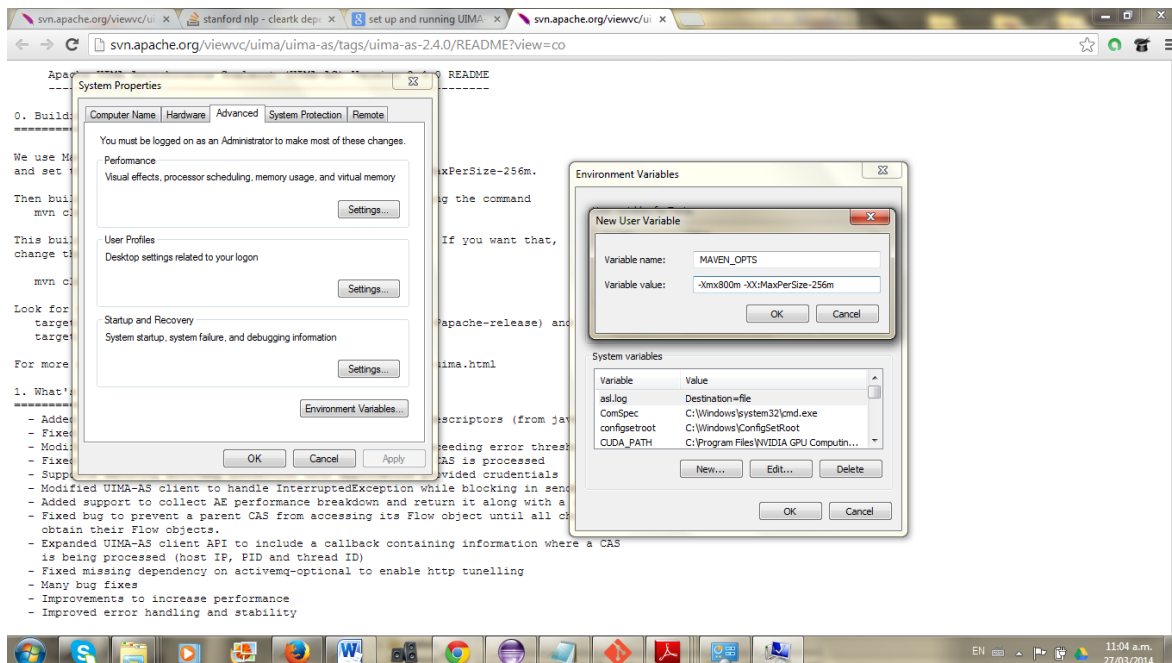 svn.apache.org/viewvc/ui
stanford nlp - cleartk depe
set up and running UIMA-
svn.apache.org/viewvc/ui
svn.apache.org/viewvc/uima/uima-as/tags/uima-as-2.4.0/README?view=co
README
0. Build
We use M
and set
xPerSize-256m.
Then buil
g the command
mvn cl
This buil
If you want that,
change th
mvn cl
Look for
target
Apache-release) and
target
For more
uima.html
1. What's
- Added
escriptors (from jav
- Fixed
- Modi
eeding error thresh
- Fixed
CAS is processed
- Supp
ovided crudentials
- Modified UIMA-AS client to handle InterruptedException while blocking in send
- Added support to collect AE performance breakdown and return it along with a
- Fixed bug to prevent a parent CAS from accessing its Flow object until all ch
obtain their Flow objects.
- Expanded UIMA-AS client API to include a callback containing information where a CAS
is being processed (host IP, PID and thread ID)
- Fixed missing dependency on activemq-optional to enable http tunelling
- Many bug fixes
- Improvements to increase performance
- Improved error handling and stability
System Properties
Computer Name Hardware Advanced System Protection Remote
You must be logged on as an Administrator to make most of these changes.
Performance
Visual effects, processor scheduling, memory usage, and virtual memory
Settings...
User Profiles
Desktop settings related to your logon
Settings...
Startup and Recovery
System startup, system failure, and debugging information
Settings...
Environment Variables...
OK Cancel Apply
Environment Variables
New User Variable
Variable name: MAVEN_OPTS
Variable value: -Xmx800m -XX:MaxPerSize-256m
OK Cancel
System variables
Variable Value
asl.log Destination=file
ComSpec C:\Windows\system32\cmd.exe
configsetroot C:\Windows\ConfigSetRoot
CUDA_PATH C:\Program Files\NVIDIA GPU Computin...
New... Edit... Delete
OK Cancel
EN
11:04 a.m.
27/03/2014